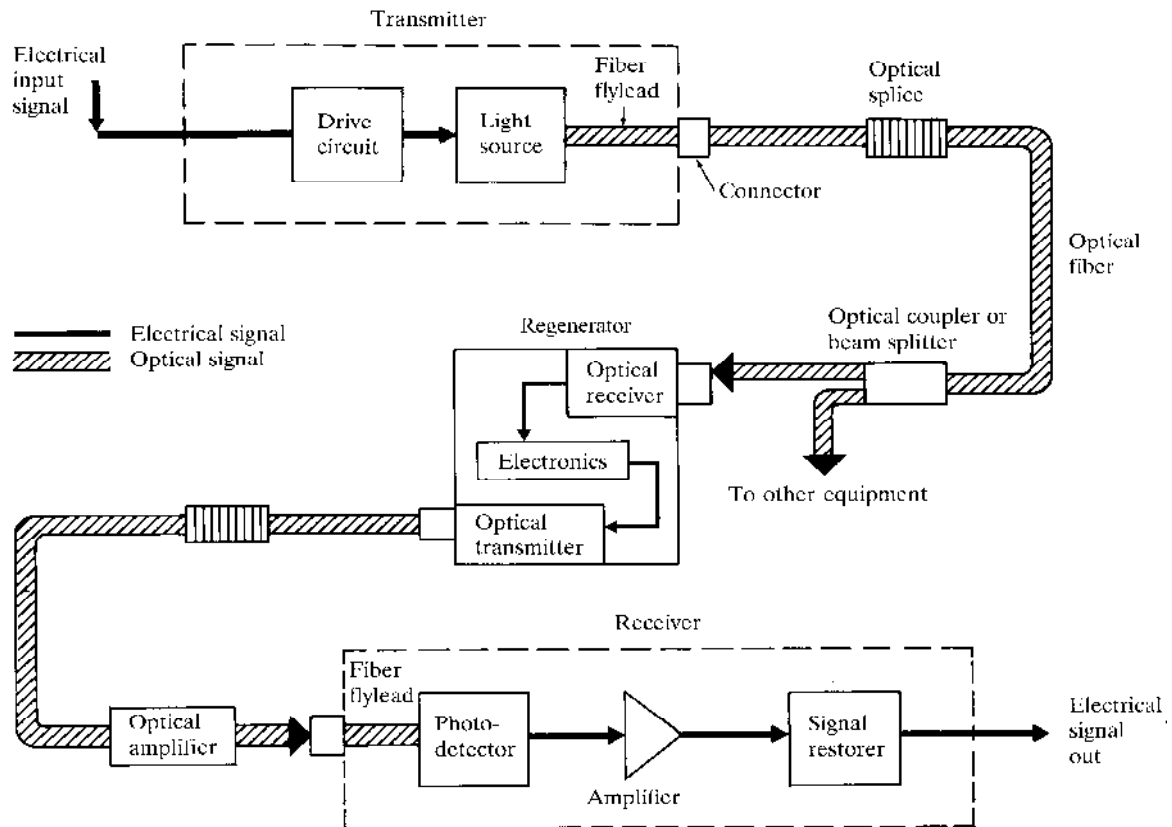 Transmitter
Electrical
input
signal
Drive
circuit
Light
source
Fiber
flylead
Connector
Optical
splice
Optical
fiber
Electrical signal
Optical signal
Regenerator
Optical
receiver
Electronics
Optical
transmitter
Optical coupler or
beam splitter
To other equipment
Receiver
Optical
amplifier
Fiber
flylead
Photo-
detector
Amplifier
Signal
restorer
Electrical
signal
out